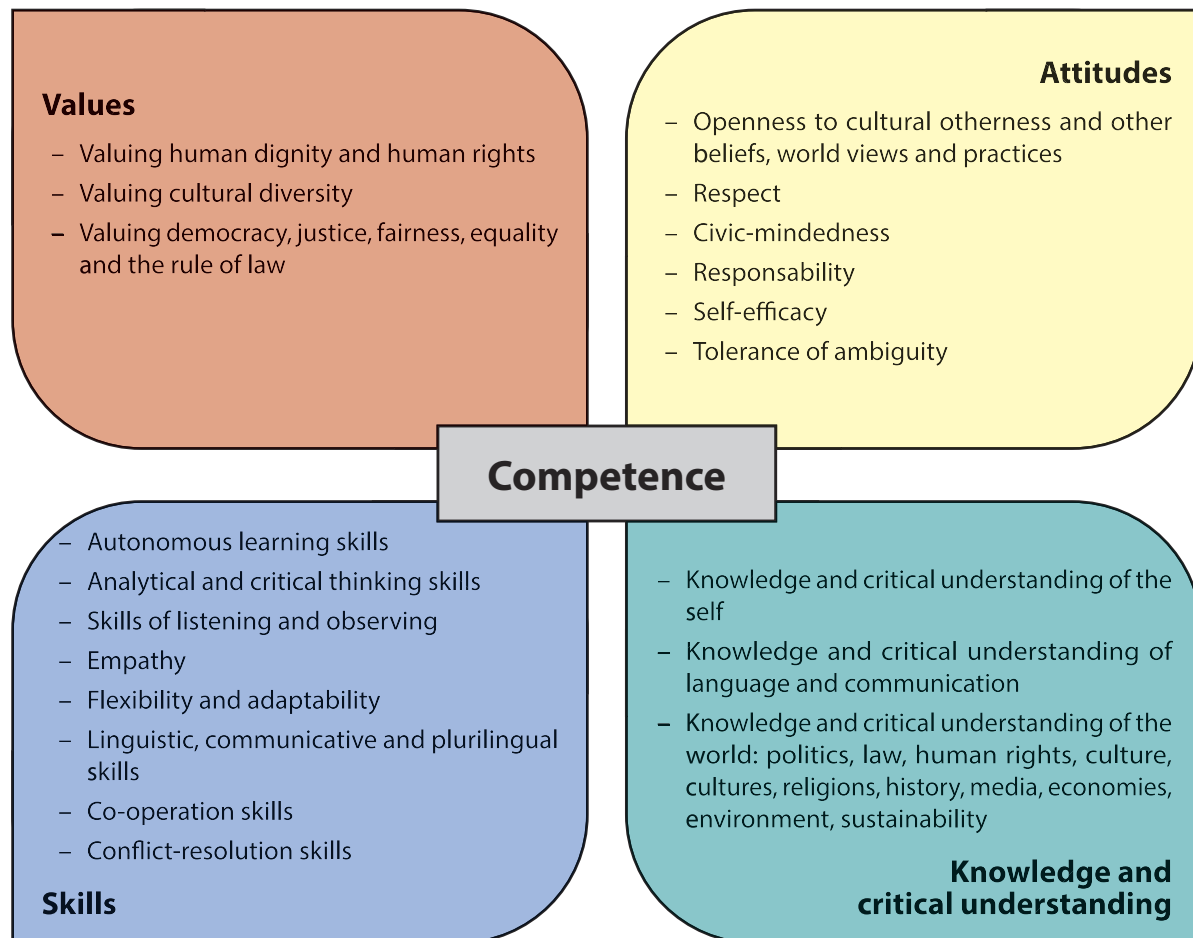 Values
– Valuing human dignity and human rights
– Valuing cultural diversity
– Valuing democracy, justice, fairness, equality
and the rule of law
Attitudes
– Openness to cultural otherness and other
beliefs, world views and practices
– Respect
– Civic-mindedness
– Responsability
– Self-efficacy
– Tolerance of ambiguity
Competence
– Autonomous learning skills
– Analytical and critical thinking skills
– Skills of listening and observing
– Empathy
– Flexibility and adaptability
– Linguistic, communicative and plurilingual
skills
– Co-operation skills
– Conflict-resolution skills
Skills
– Knowledge and critical understanding of the
self
– Knowledge and critical understanding of
language and communication
– Knowledge and critical understanding of the
world: politics, law, human rights, culture,
cultures, religions, history, media, economies,
environment, sustainability
Knowledge and
critical understanding